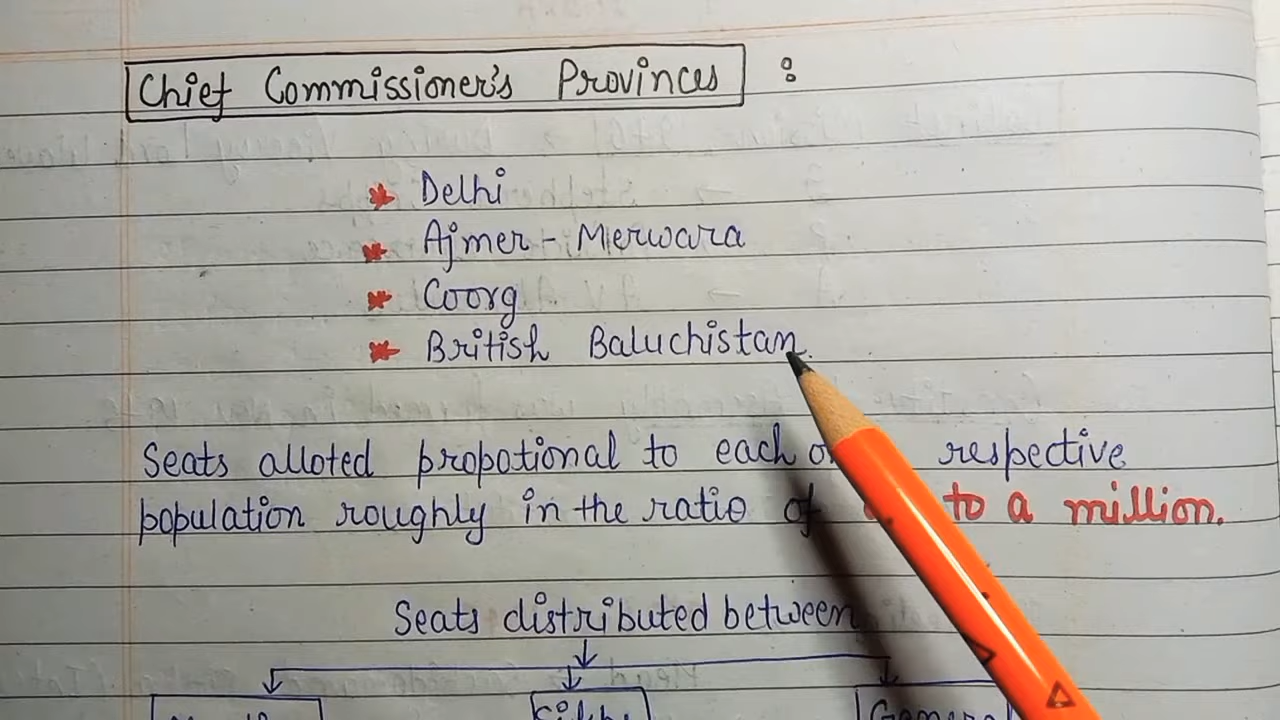 Chief Commissioner's Provinces :
Delhi
Ajmer - Merwara
Coorg
British Baluchistan
Seats alloted propotional to each respective
population roughly in the ratio of to a million.
Seats distributed between